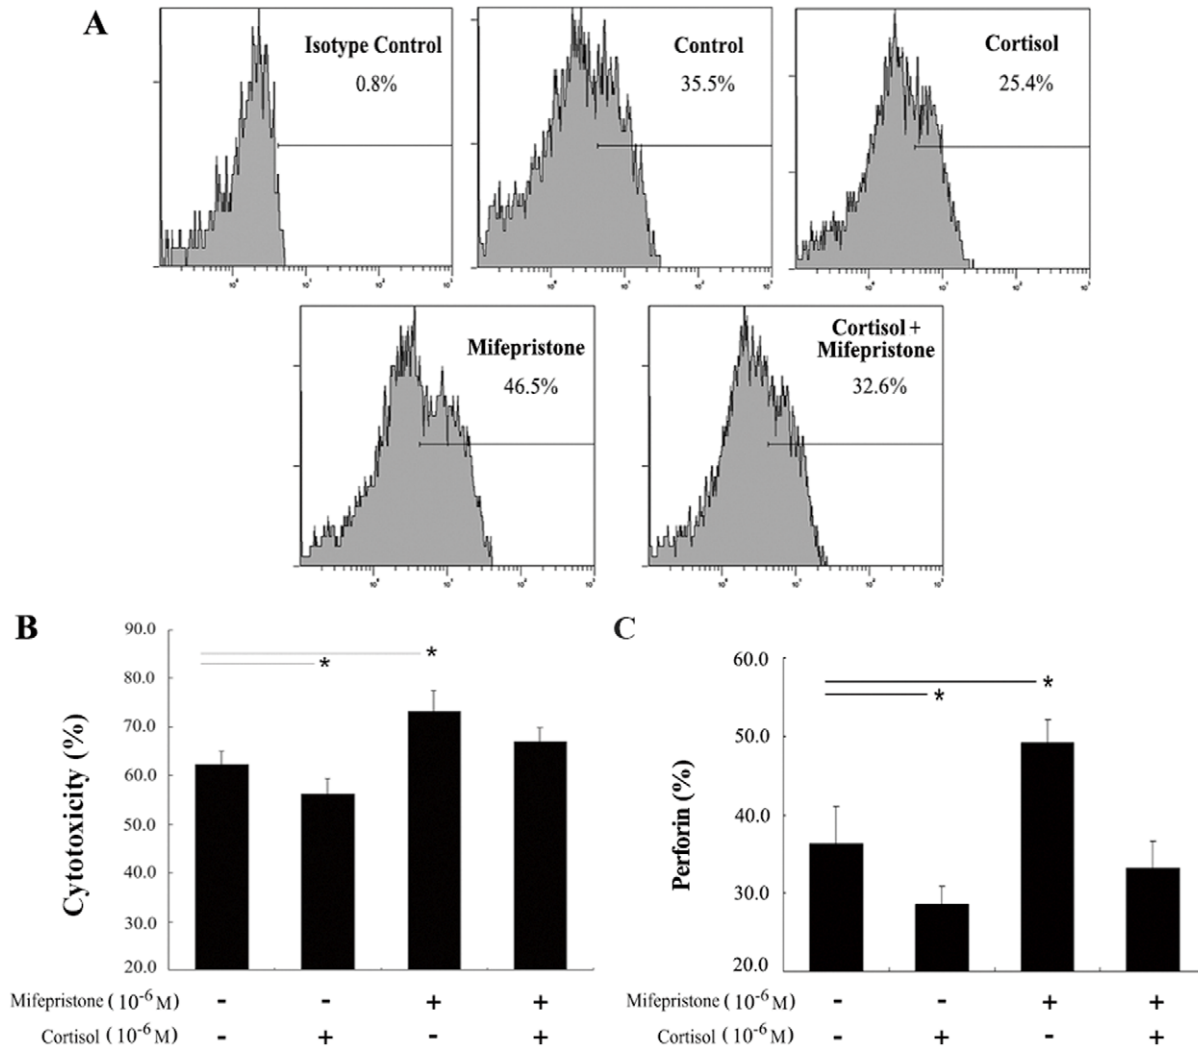 A
Isotype Control
0.8%
Control
35.5%
Cortisol
25.4%
Mifepristone
46.5%
Cortisol +
Mifepristone
32.6%
B
90.0
80.0
70.0
60.0
50.0
40.0
30.0
20.0
Cytotoxicity (%)
* *
Mifepristone (10-6 M) - - + +
Cortisol (10-6 M) - + - +
C
60.0
50.0
40.0
30.0
20.0
Perforin (%)
* *
Mifepristone (10-6 M) - - + +
Cortisol (10-6 M) - + - +